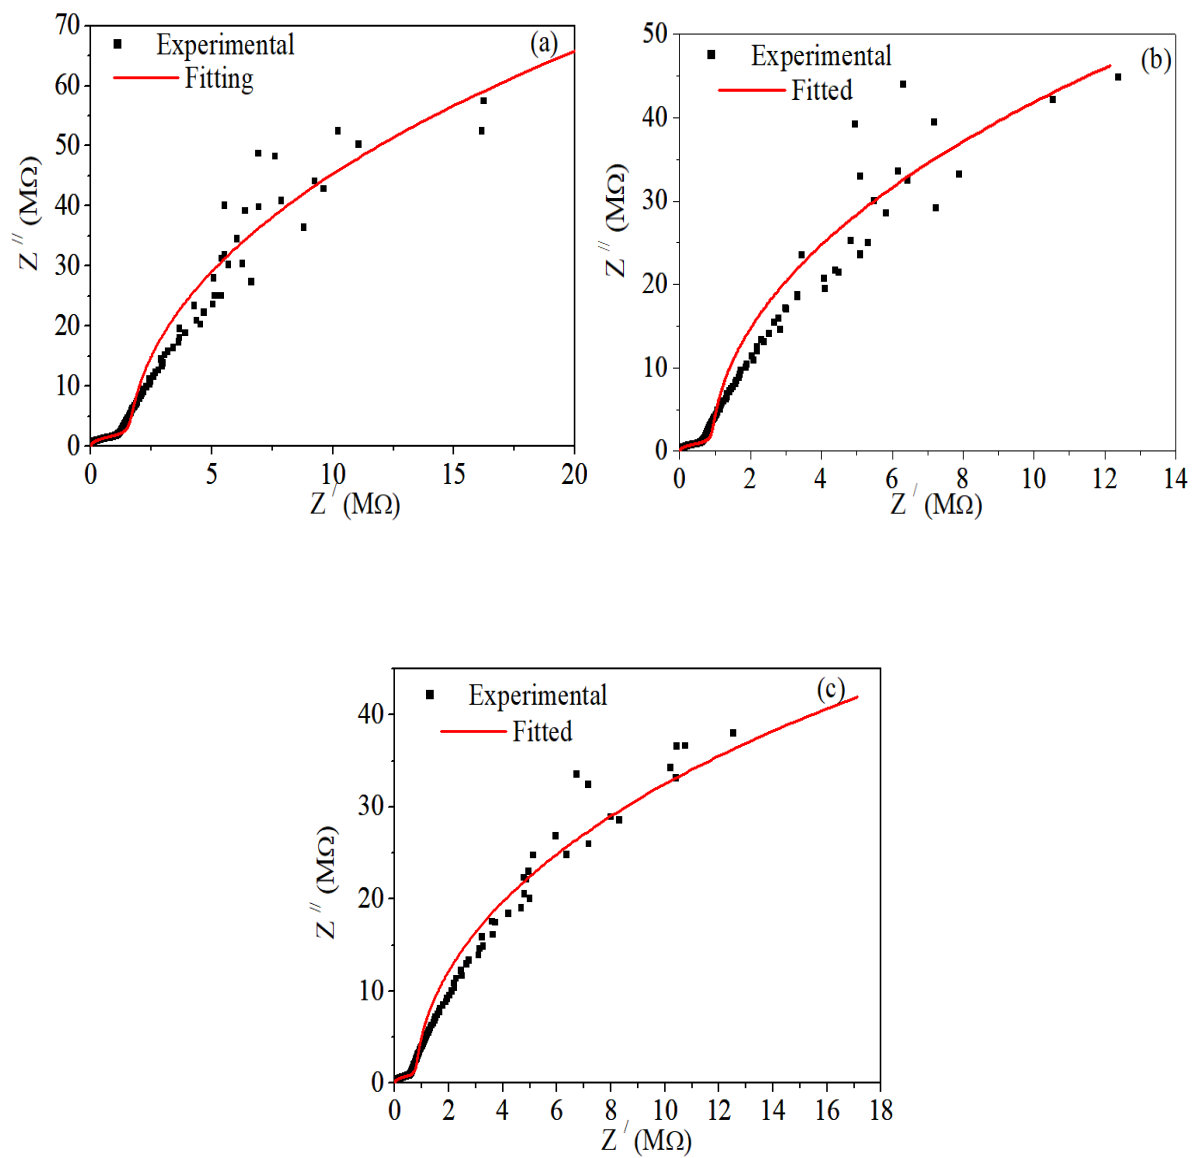 70
60
50
40
30
20
10
0
Experimental
Fitting
(a)
Z // (MΩ)
0 5 10 15 20
Z / (MΩ)
50
40
30
20
10
0
Experimental
Fitted
(b)
Z // (MΩ)
0 2 4 6 8 10 12 14
Z / (MΩ)
40
30
20
10
0
Experimental
Fitted
(c)
Z // (MΩ)
0 2 4 6 8 10 12 14 16 18
Z / (MΩ)